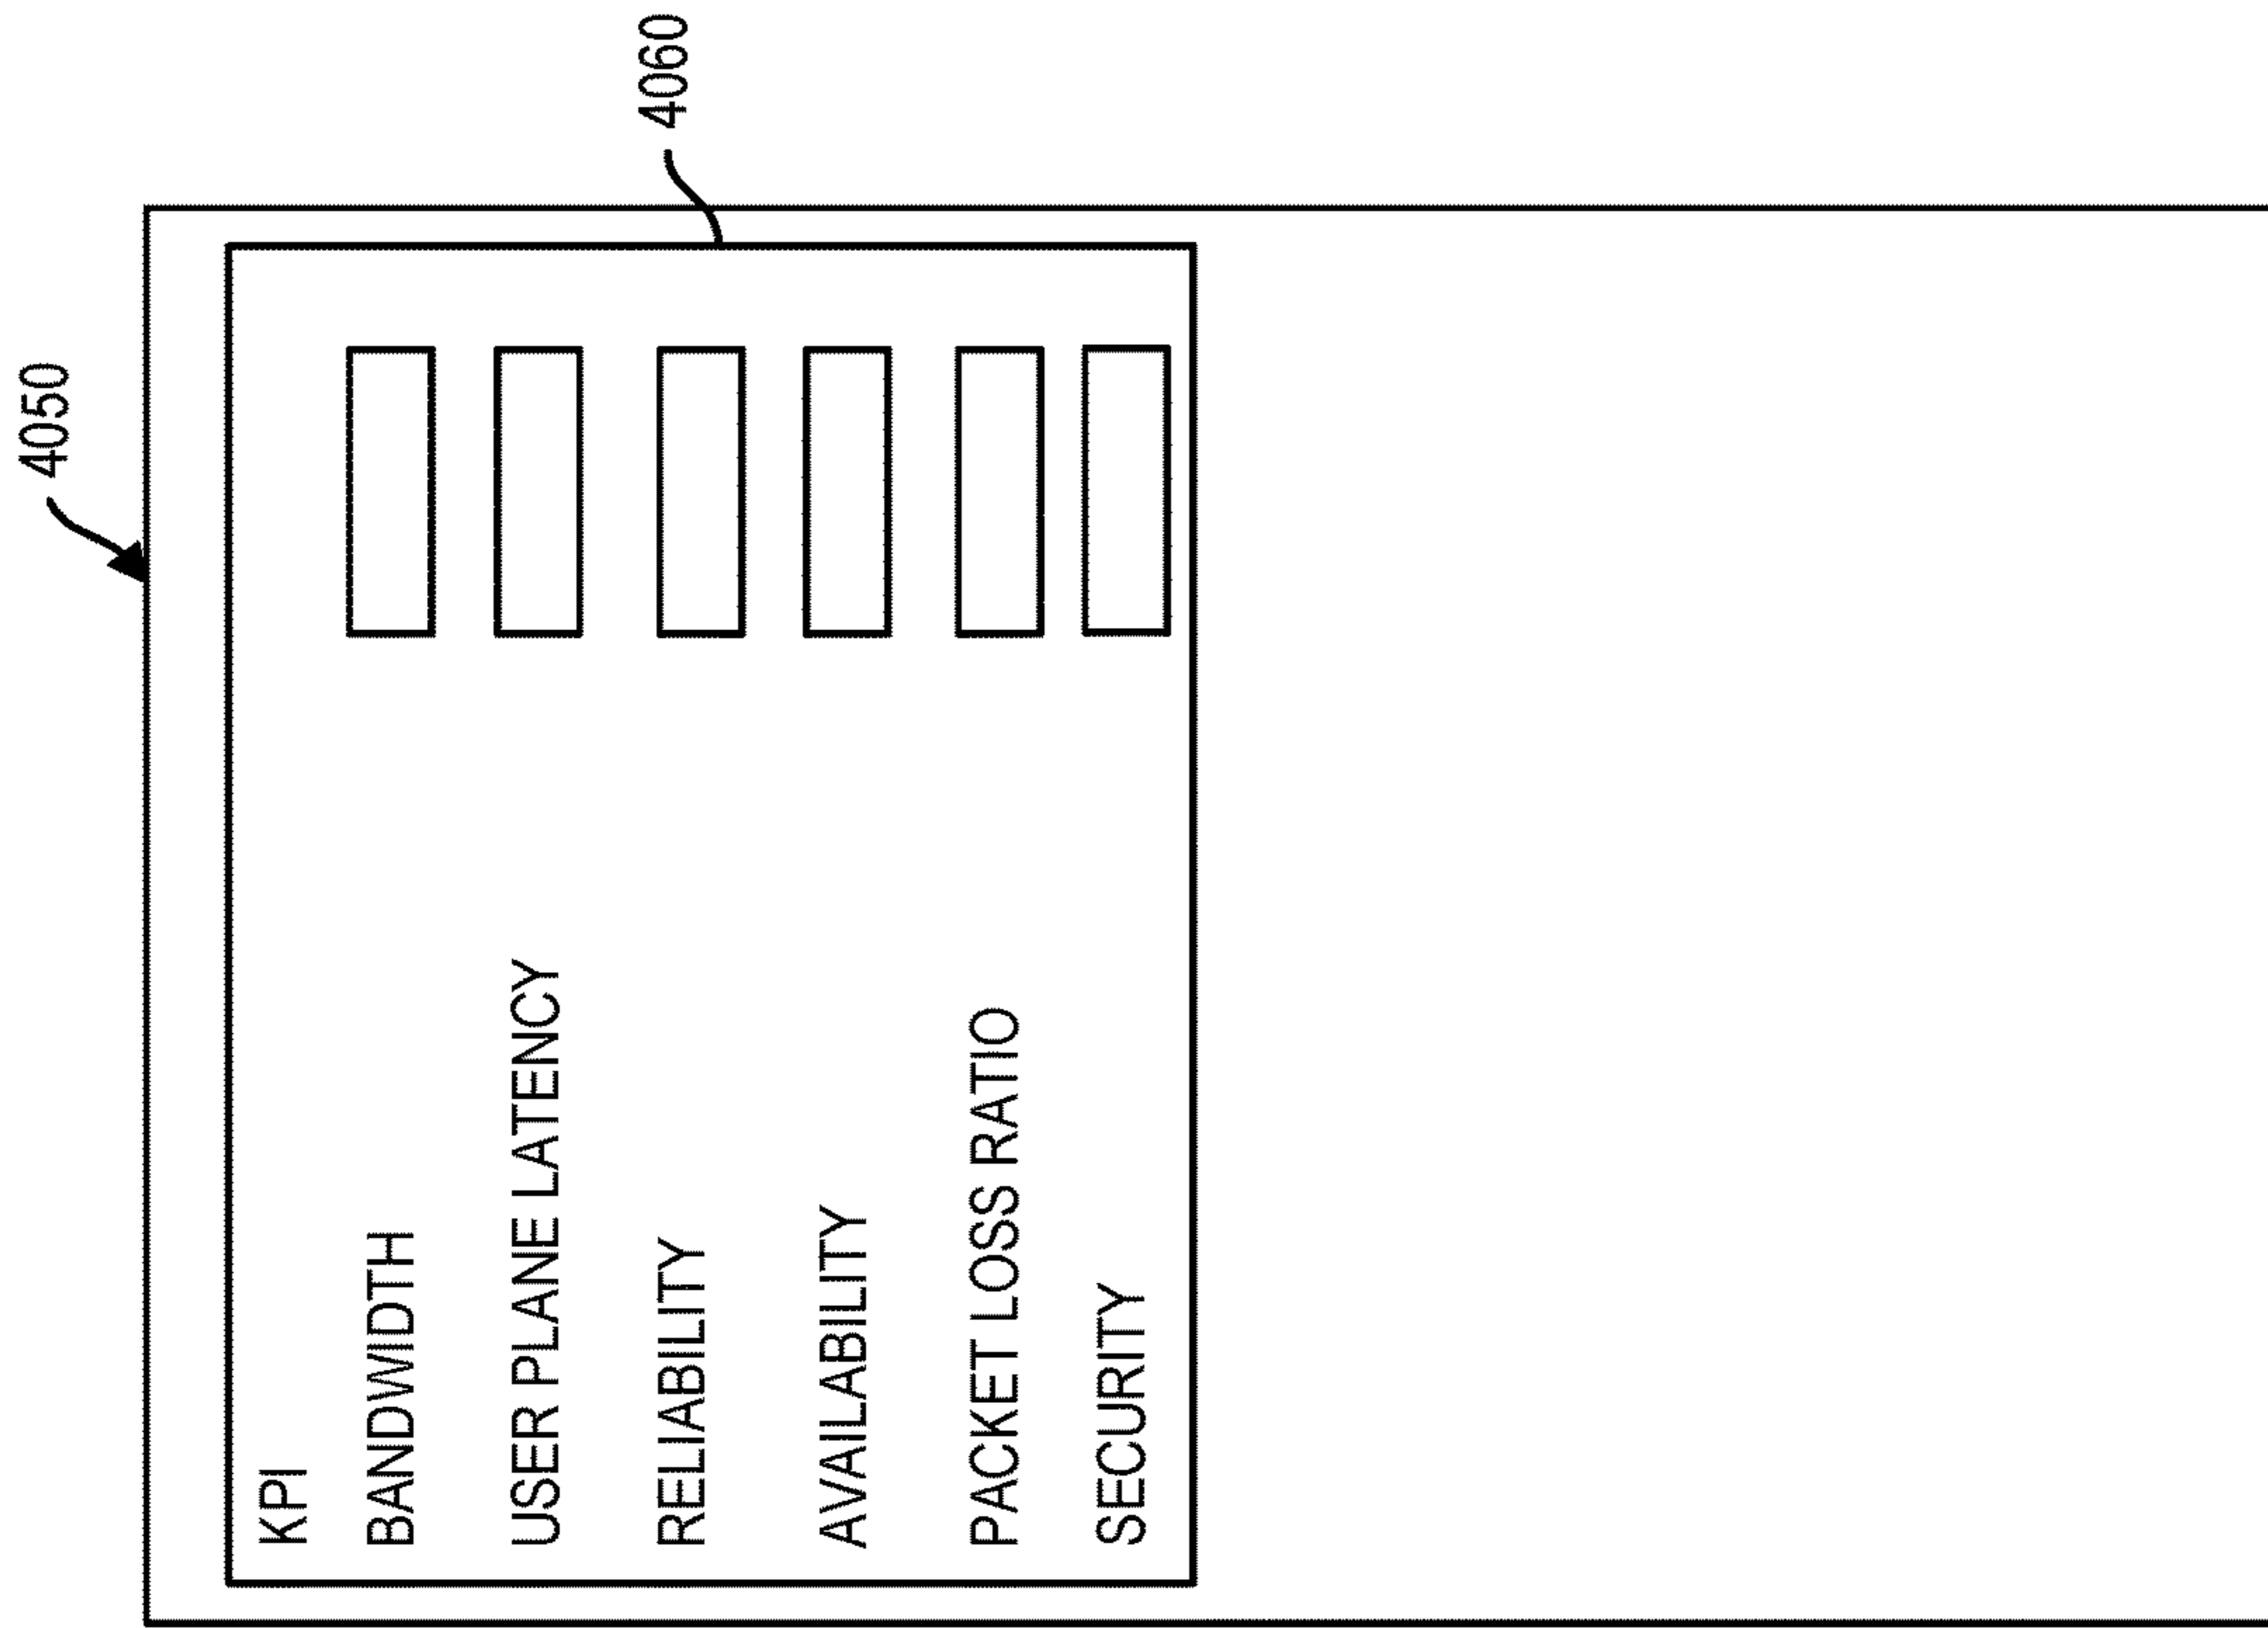 4050
4060
KPI
BANDWIDTH
USER PLANE LATENCY
RELIABILITY
AVAILABILITY
PACKET LOSS RATIO
SECURITY